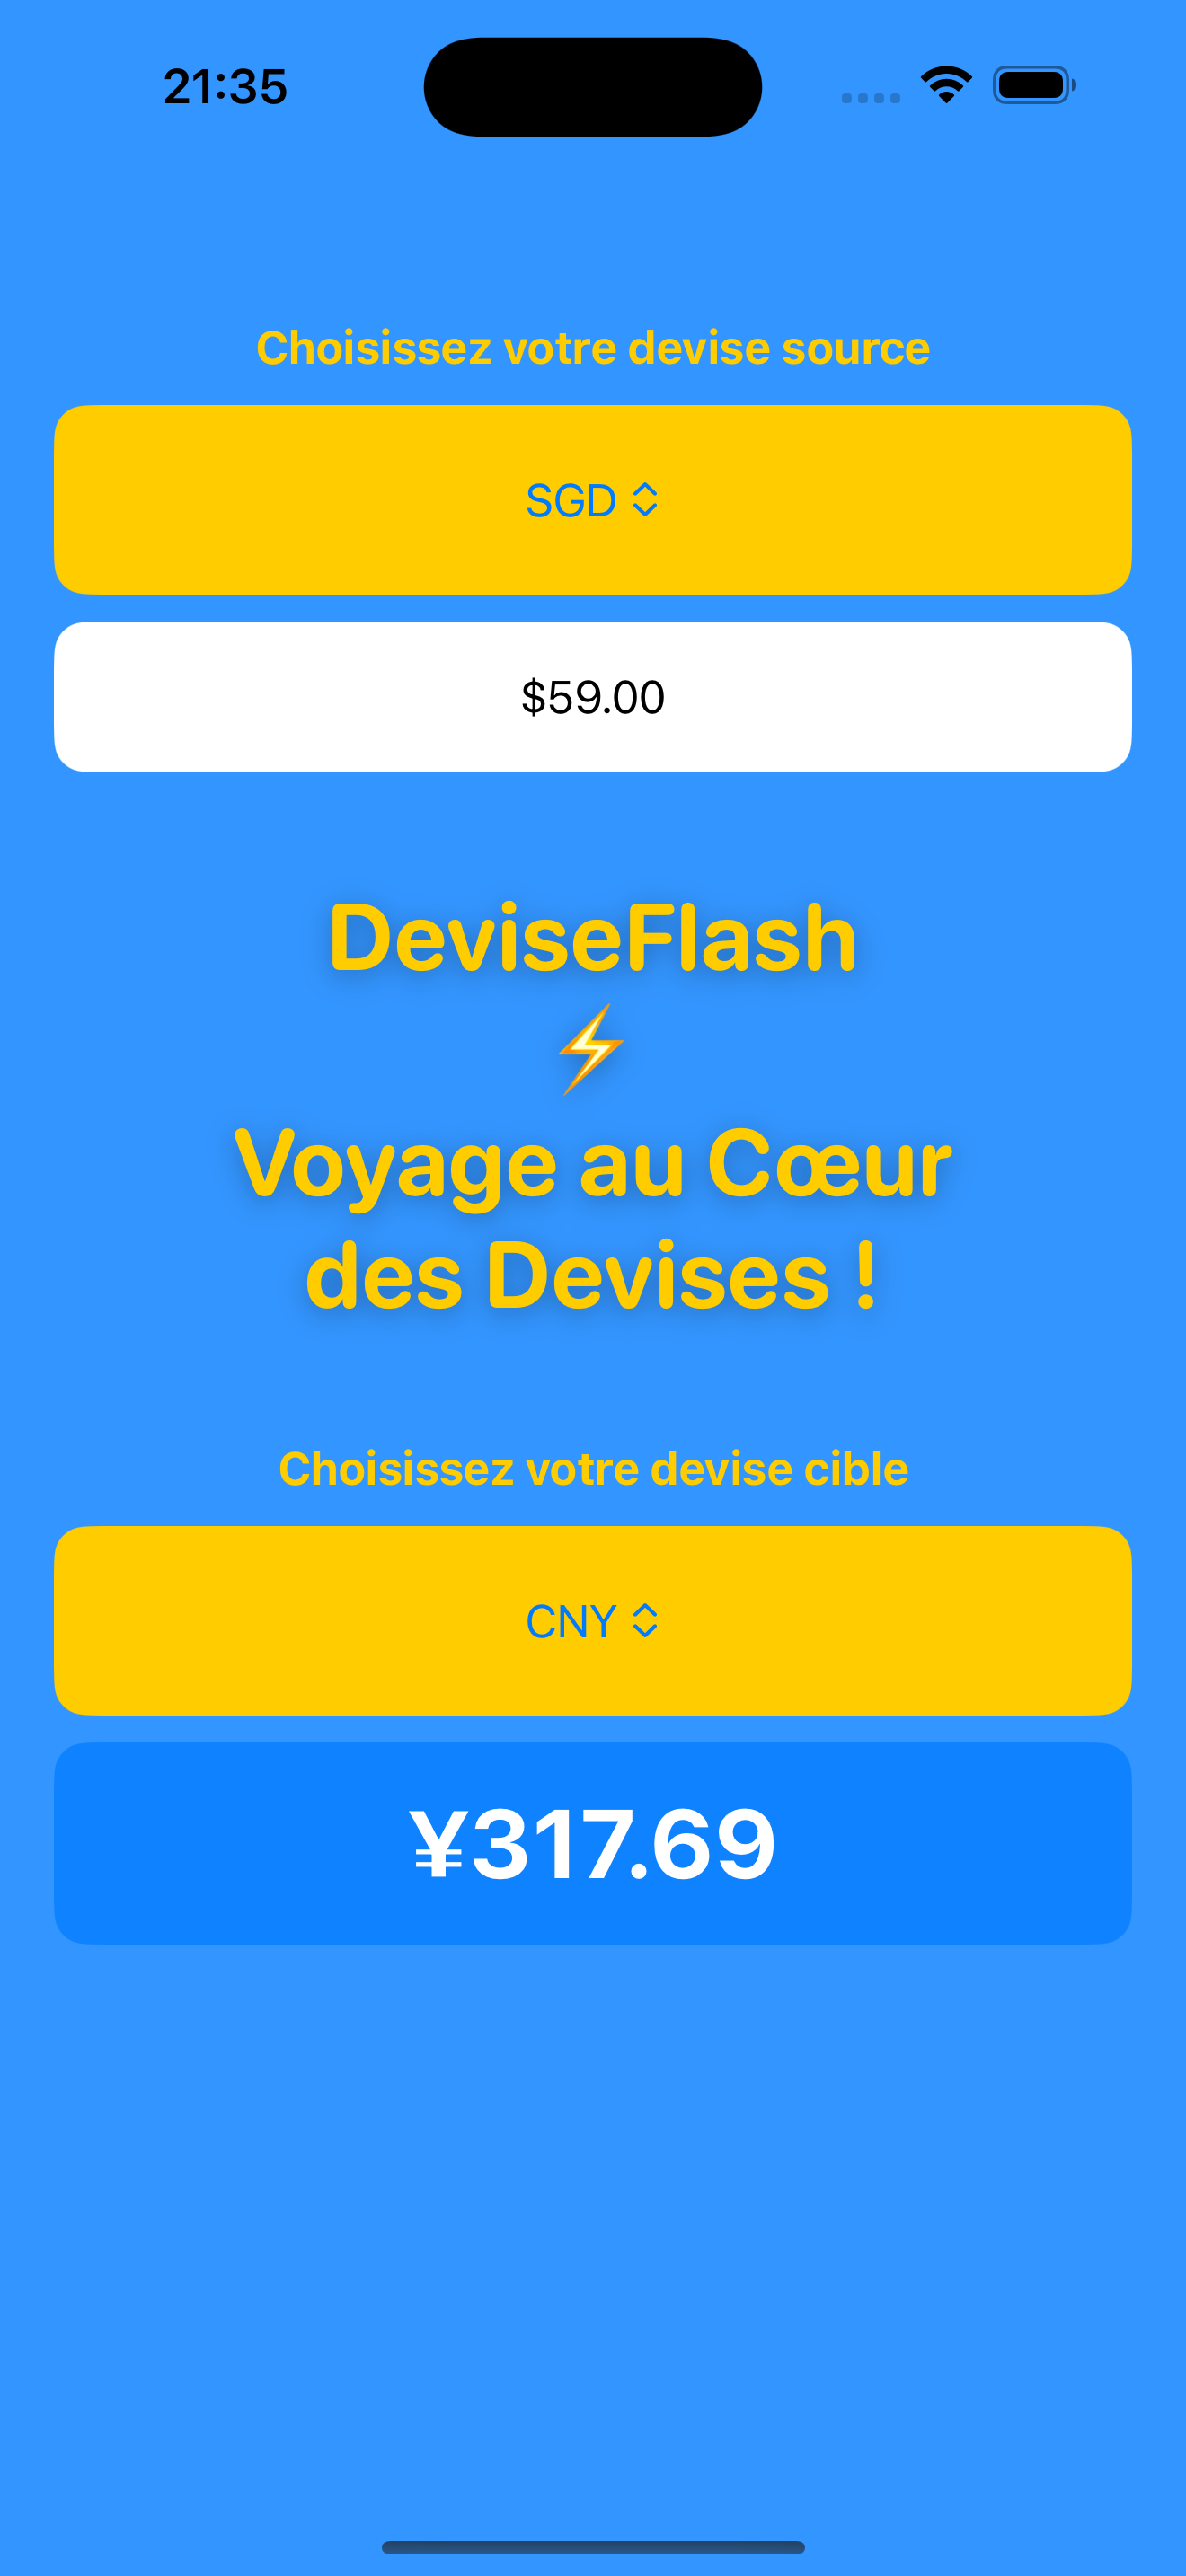 21:35
Choisissez votre devise source
SGD
$59.00
DeviseFlash
⚡
Voyage au Cœur
des Devises !
Choisissez votre devise cible
CNY
¥317.69